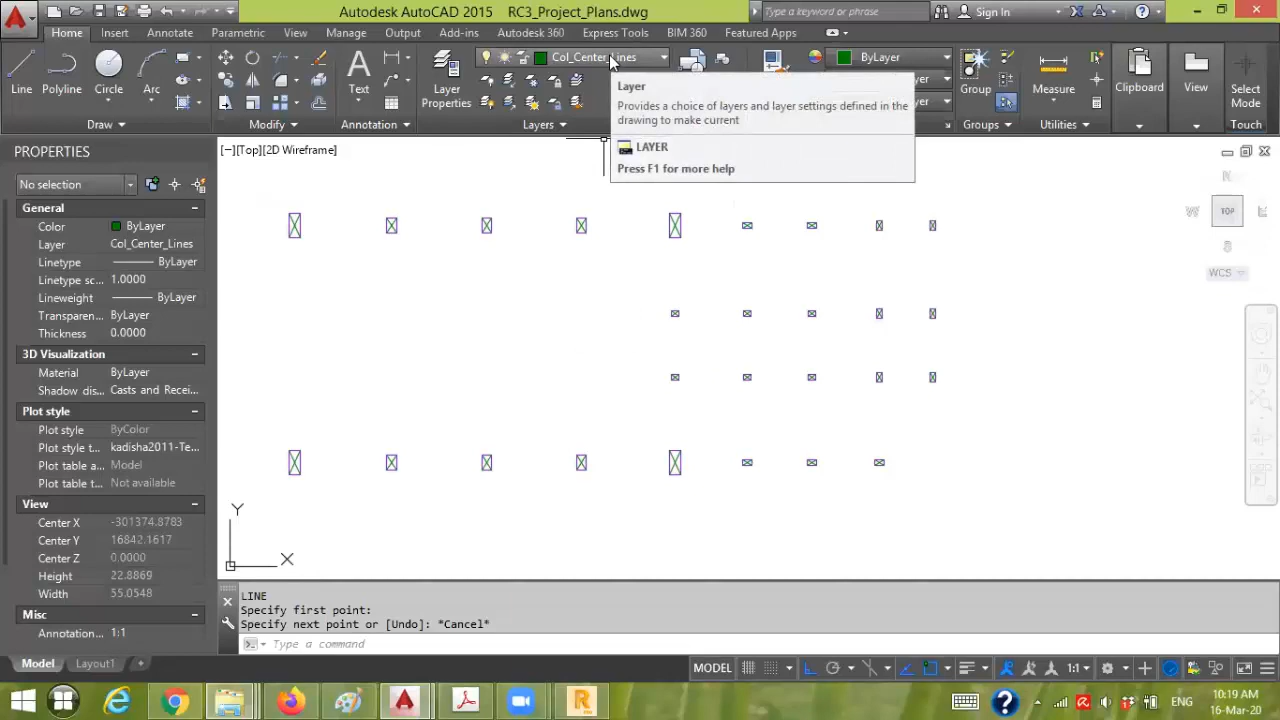 Autodesk AutoCAD 2015 RC3_Project_Plans.dwg
Type a keyword or phrase
Sign In
Home Insert Annotate Parametric View Manage Output Add-ins Autodesk 360 Express Tools BIM 360 Featured Apps
Line Polyline Circle Arc
Text
Layer
Properties
Col_Center_Lines
ByLayer
Group
Measure
Clipboard
View
Select
Mode
Draw Modify Annotation Layers Groups Utilities Touch
Layer
Provides a choice of layers and layer settings defined in the
drawing to make current
LAYER
Press F1 for more help
PROPERTIES
No selection
General
Color ByLayer
Layer Col_Center_Lines
Linetype ByLayer
Linetype sc... 1.0000
Lineweight ByLayer
Transparen... ByLayer
Thickness 0.0000
3D Visualization
Material ByLayer
Shadow dis... Casts and Recei...
Plot style
Plot style ByColor
Plot style t... kadisha2011-Te...
Plot table a... Model
Plot table t... Not available
View
Center X -301374.8783
Center Y 16842.1617
Center Z 0.0000
Height 22.8869
Width 55.0548
Misc
Annotation... 1:1
[−][Top][2D Wireframe]
N
W TOP E
S
WCS
Y
X
LINE
Specify first point:
Specify next point or [Undo]: *Cancel*
Type a command
Model Layout1 +
MODEL 1:1
ENG
10:19 AM
16-Mar-20